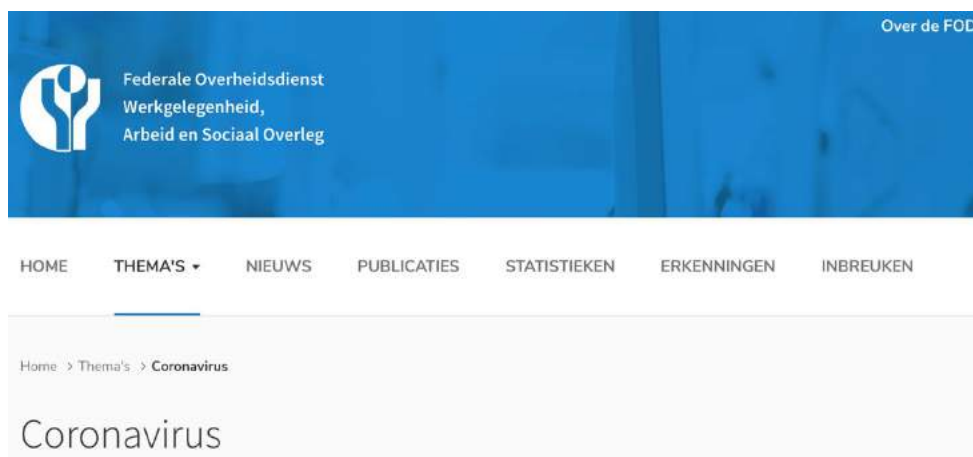 Over de FOD
Federale Overheidsdienst
Werkgelegenheid,
Arbeid en Sociaal Overleg
HOME THEMA'S NIEUWS PUBLICATIES STATISTIEKEN ERKENNINGEN INBREUKEN
Home > Thema's > Coronavirus
Coronavirus